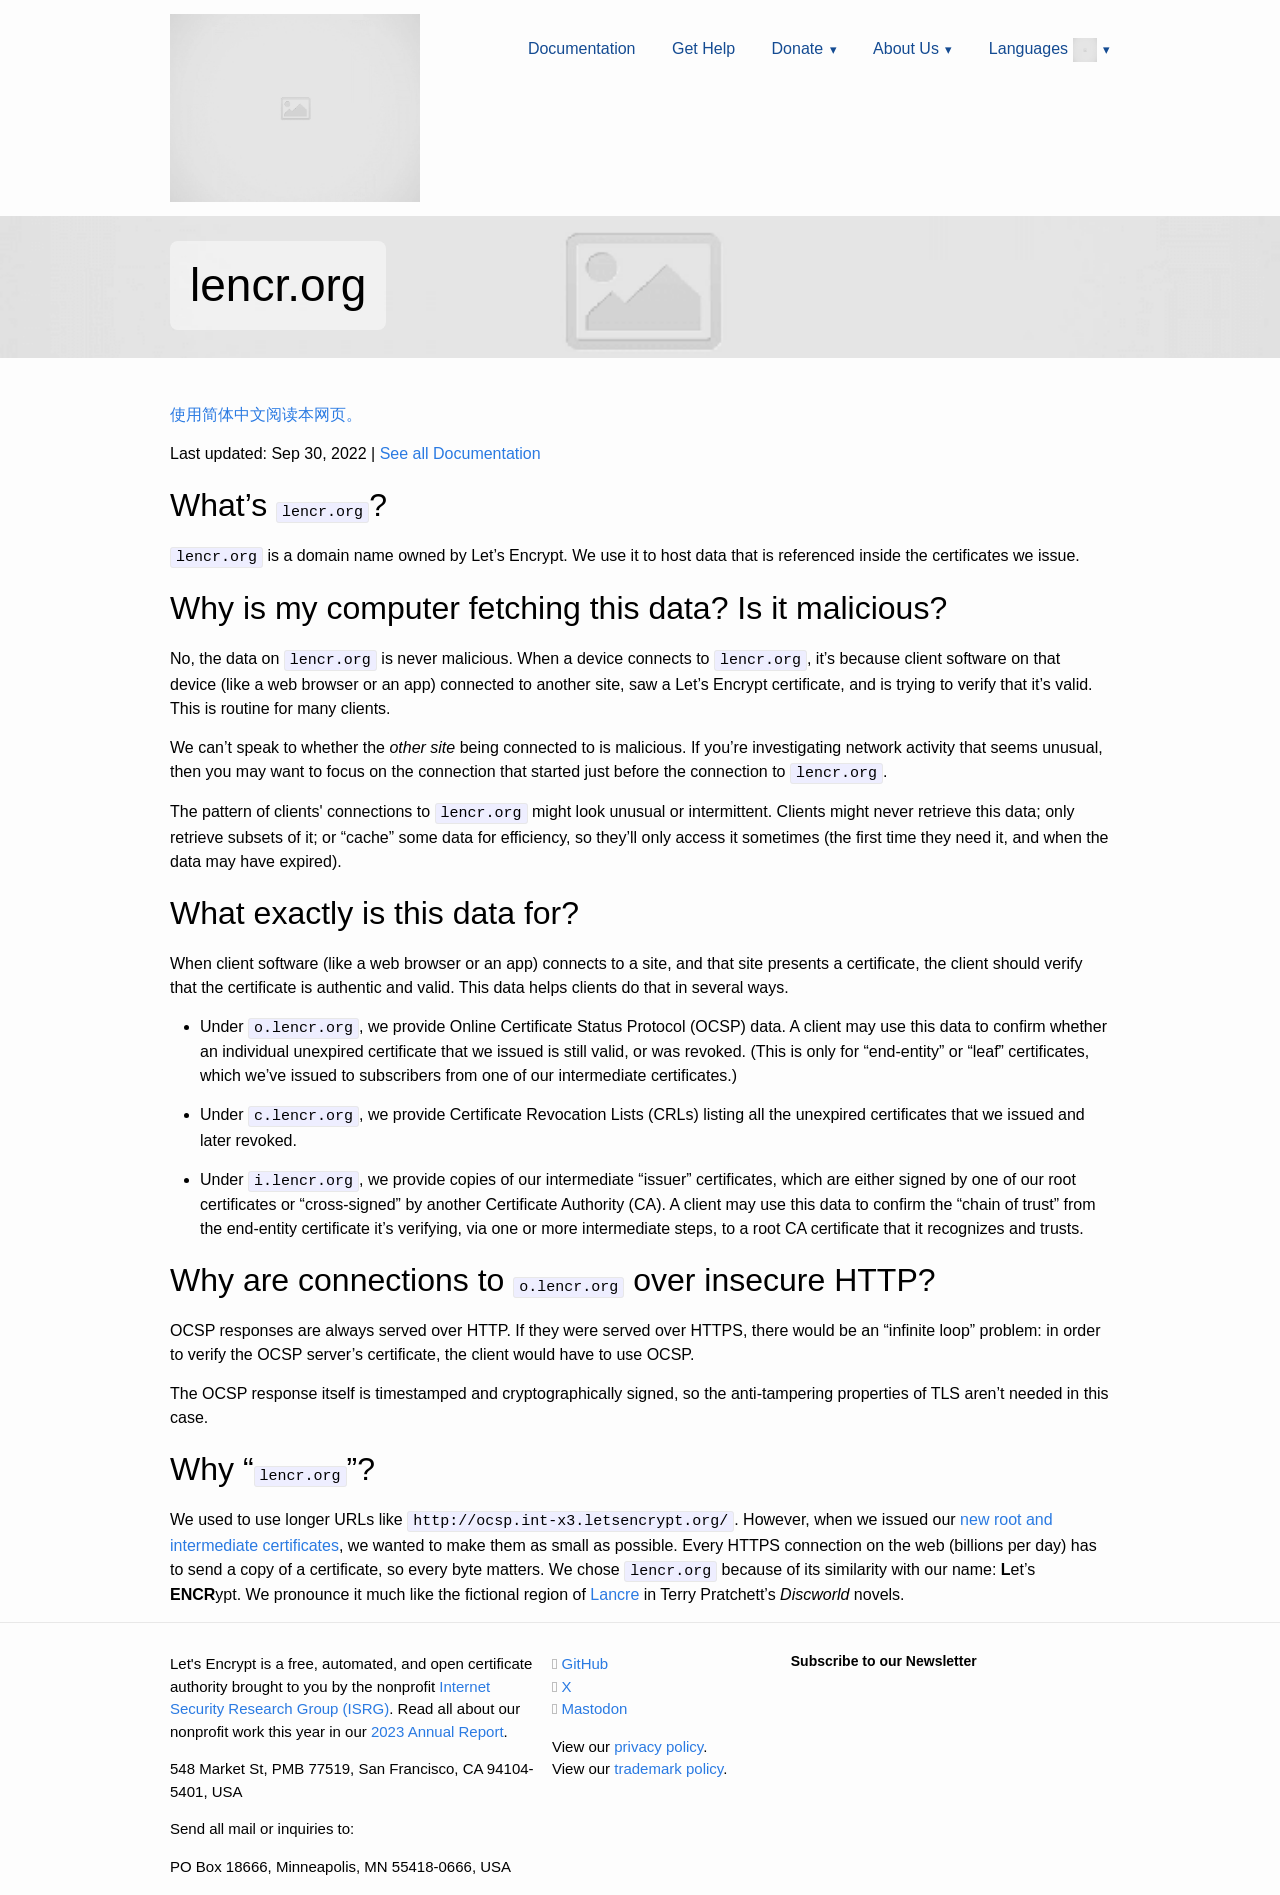 Documentation Get Help Donate ▼ About Us ▼ Languages ▼
lencr.org
使用简体中文阅读本网页。
Last updated: Sep 30, 2022 | See all Documentation
What’s lencr.org?
lencr.org is a domain name owned by Let’s Encrypt. We use it to host data that is referenced inside the certificates we issue.
Why is my computer fetching this data? Is it malicious?
No, the data on lencr.org is never malicious. When a device connects to lencr.org, it’s because client software on that
device (like a web browser or an app) connected to another site, saw a Let’s Encrypt certificate, and is trying to verify that it’s valid.
This is routine for many clients.
We can’t speak to whether the other site being connected to is malicious. If you’re investigating network activity that seems unusual,
then you may want to focus on the connection that started just before the connection to lencr.org.
The pattern of clients' connections to lencr.org might look unusual or intermittent. Clients might never retrieve this data; only
retrieve subsets of it; or “cache” some data for efficiency, so they’ll only access it sometimes (the first time they need it, and when the
data may have expired).
What exactly is this data for?
When client software (like a web browser or an app) connects to a site, and that site presents a certificate, the client should verify
that the certificate is authentic and valid. This data helps clients do that in several ways.
• Under o.lencr.org, we provide Online Certificate Status Protocol (OCSP) data. A client may use this data to confirm whether
an individual unexpired certificate that we issued is still valid, or was revoked. (This is only for “end-entity” or “leaf” certificates,
which we’ve issued to subscribers from one of our intermediate certificates.)
• Under c.lencr.org, we provide Certificate Revocation Lists (CRLs) listing all the unexpired certificates that we issued and
later revoked.
• Under i.lencr.org, we provide copies of our intermediate “issuer” certificates, which are either signed by one of our root
certificates or “cross-signed” by another Certificate Authority (CA). A client may use this data to confirm the “chain of trust” from
the end-entity certificate it’s verifying, via one or more intermediate steps, to a root CA certificate that it recognizes and trusts.
Why are connections to o.lencr.org over insecure HTTP?
OCSP responses are always served over HTTP. If they were served over HTTPS, there would be an “infinite loop” problem: in order
to verify the OCSP server’s certificate, the client would have to use OCSP.
The OCSP response itself is timestamped and cryptographically signed, so the anti-tampering properties of TLS aren’t needed in this
case.
Why “lencr.org”?
We used to use longer URLs like http://ocsp.int-x3.letsencrypt.org/. However, when we issued our new root and
intermediate certificates, we wanted to make them as small as possible. Every HTTPS connection on the web (billions per day) has
to send a copy of a certificate, so every byte matters. We chose lencr.org because of its similarity with our name: Let’s
ENCRypt. We pronounce it much like the fictional region of Lancre in Terry Pratchett’s Discworld novels.
Let's Encrypt is a free, automated, and open certificate
authority brought to you by the nonprofit Internet
Security Research Group (ISRG). Read all about our
nonprofit work this year in our 2023 Annual Report.
548 Market St, PMB 77519, San Francisco, CA 94104-
5401, USA
Send all mail or inquiries to:
PO Box 18666, Minneapolis, MN 55418-0666, USA
GitHub
X
Mastodon
View our privacy policy.
View our trademark policy.
Subscribe to our Newsletter